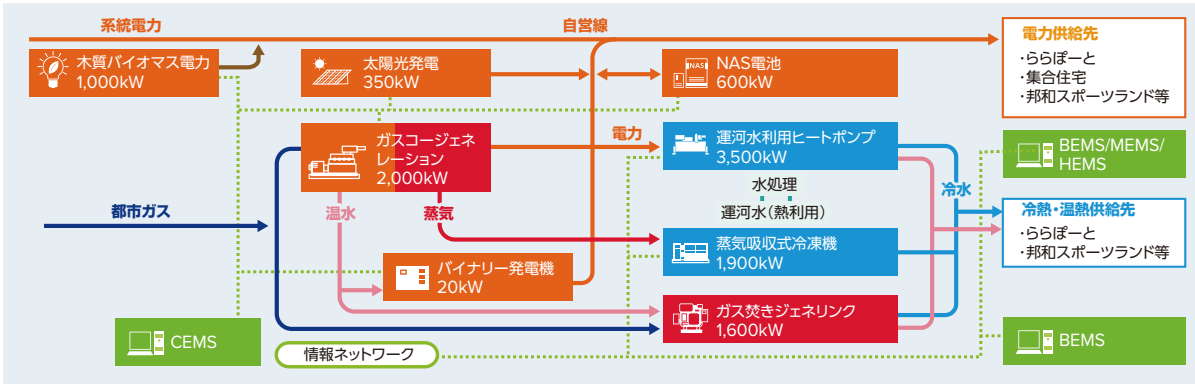 系統電力
自営線
木質バイオマス電力
1,000kW
太陽光発電
350kW
NAS
NAS電池
600kW
電力供給先
・ららぽーと
・集合住宅
・邦和スポーツランド等
ガスコージェネ
レーション
2,000kW
電力
運河水利用ヒートポンプ
3,500kW
BEMS/MEMS/
HEMS
水処理
運河水(熱利用)
冷水
都市ガス
温水
蒸気
冷熱・温熱供給先
・ららぽーと
・邦和スポーツランド等
蒸気吸収式冷凍機
1,900kW
バイナリー発電機
20kW
ガス焚きジェネリンク
1,600kW
CEMS
情報ネットワーク
BEMS